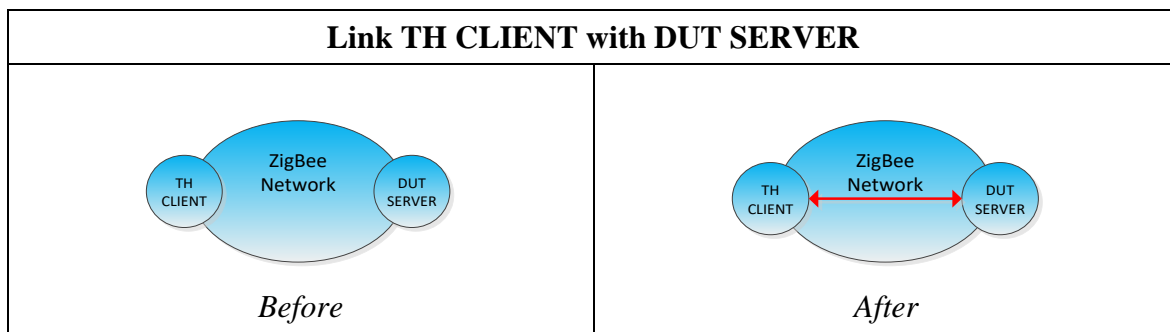 Link TH CLIENT with DUT SERVER
ZigBee
Network
TH
CLIENT
DUT
SERVER
Before
ZigBee
Network
TH
CLIENT
DUT
SERVER
After